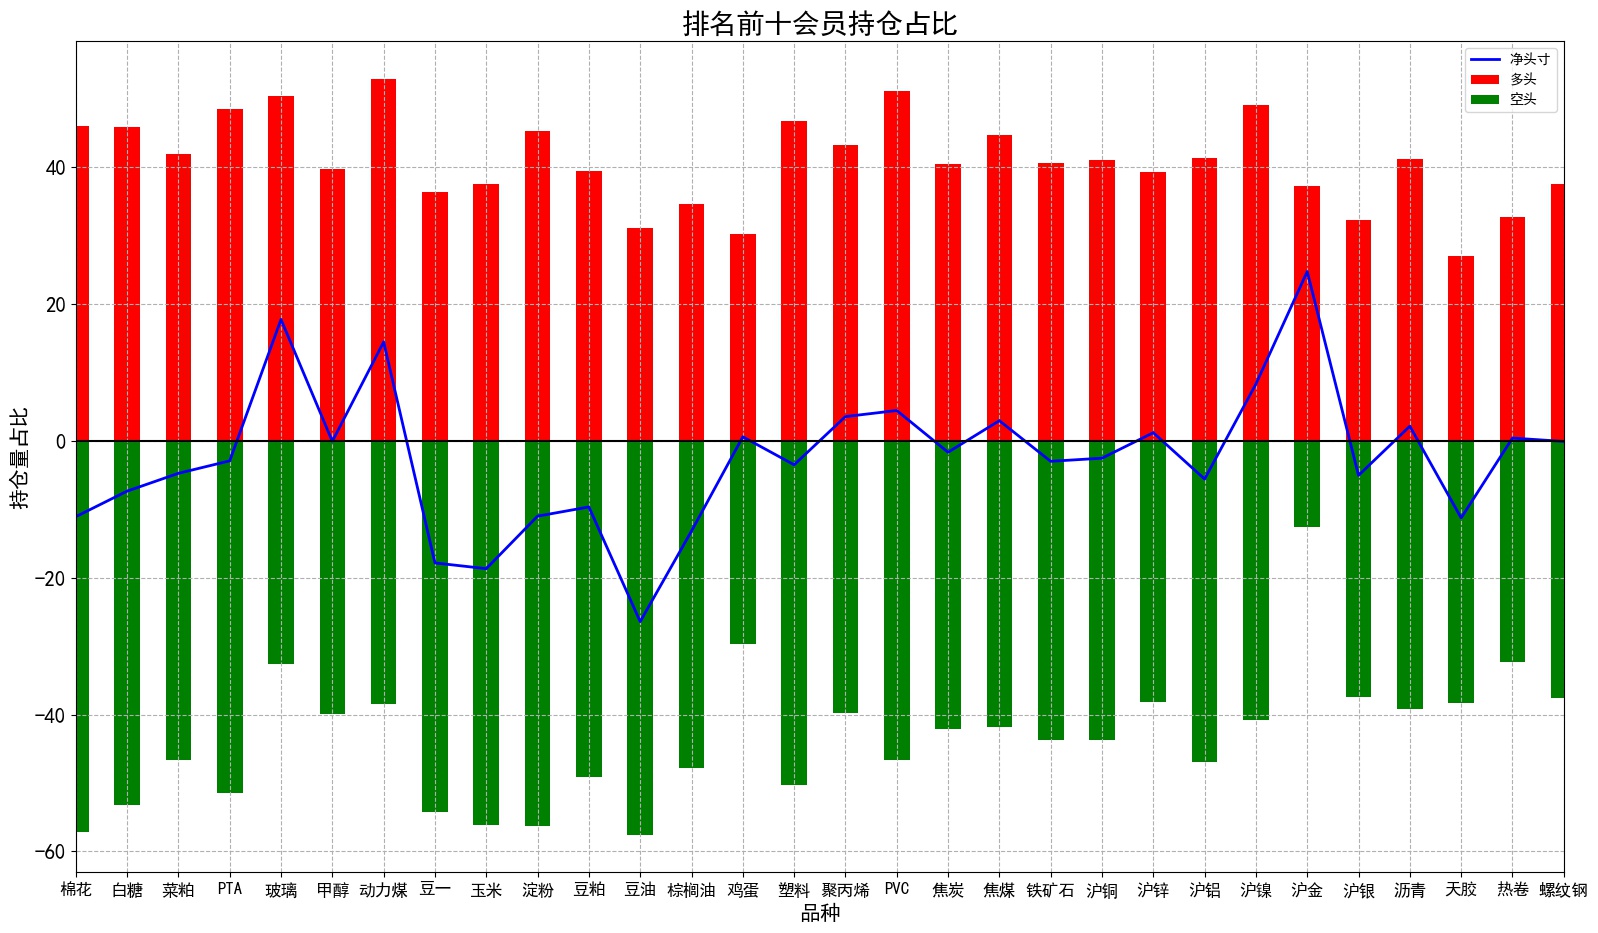 排名前十会员持仓占比
净头寸
多头
空头
持仓量占比
40
20
0
−20
−40
−60
棉花 白糖 菜粕 PTA 玻璃 甲醇 动力煤 豆一 玉米 淀粉 豆粕 豆油 棕榈油 鸡蛋 塑料 聚丙烯 PVC 焦炭 焦煤 铁矿石 沪铜 沪锌 沪铝 沪镍 沪金 沪银 沥青 天胶 热卷 螺纹钢
品种